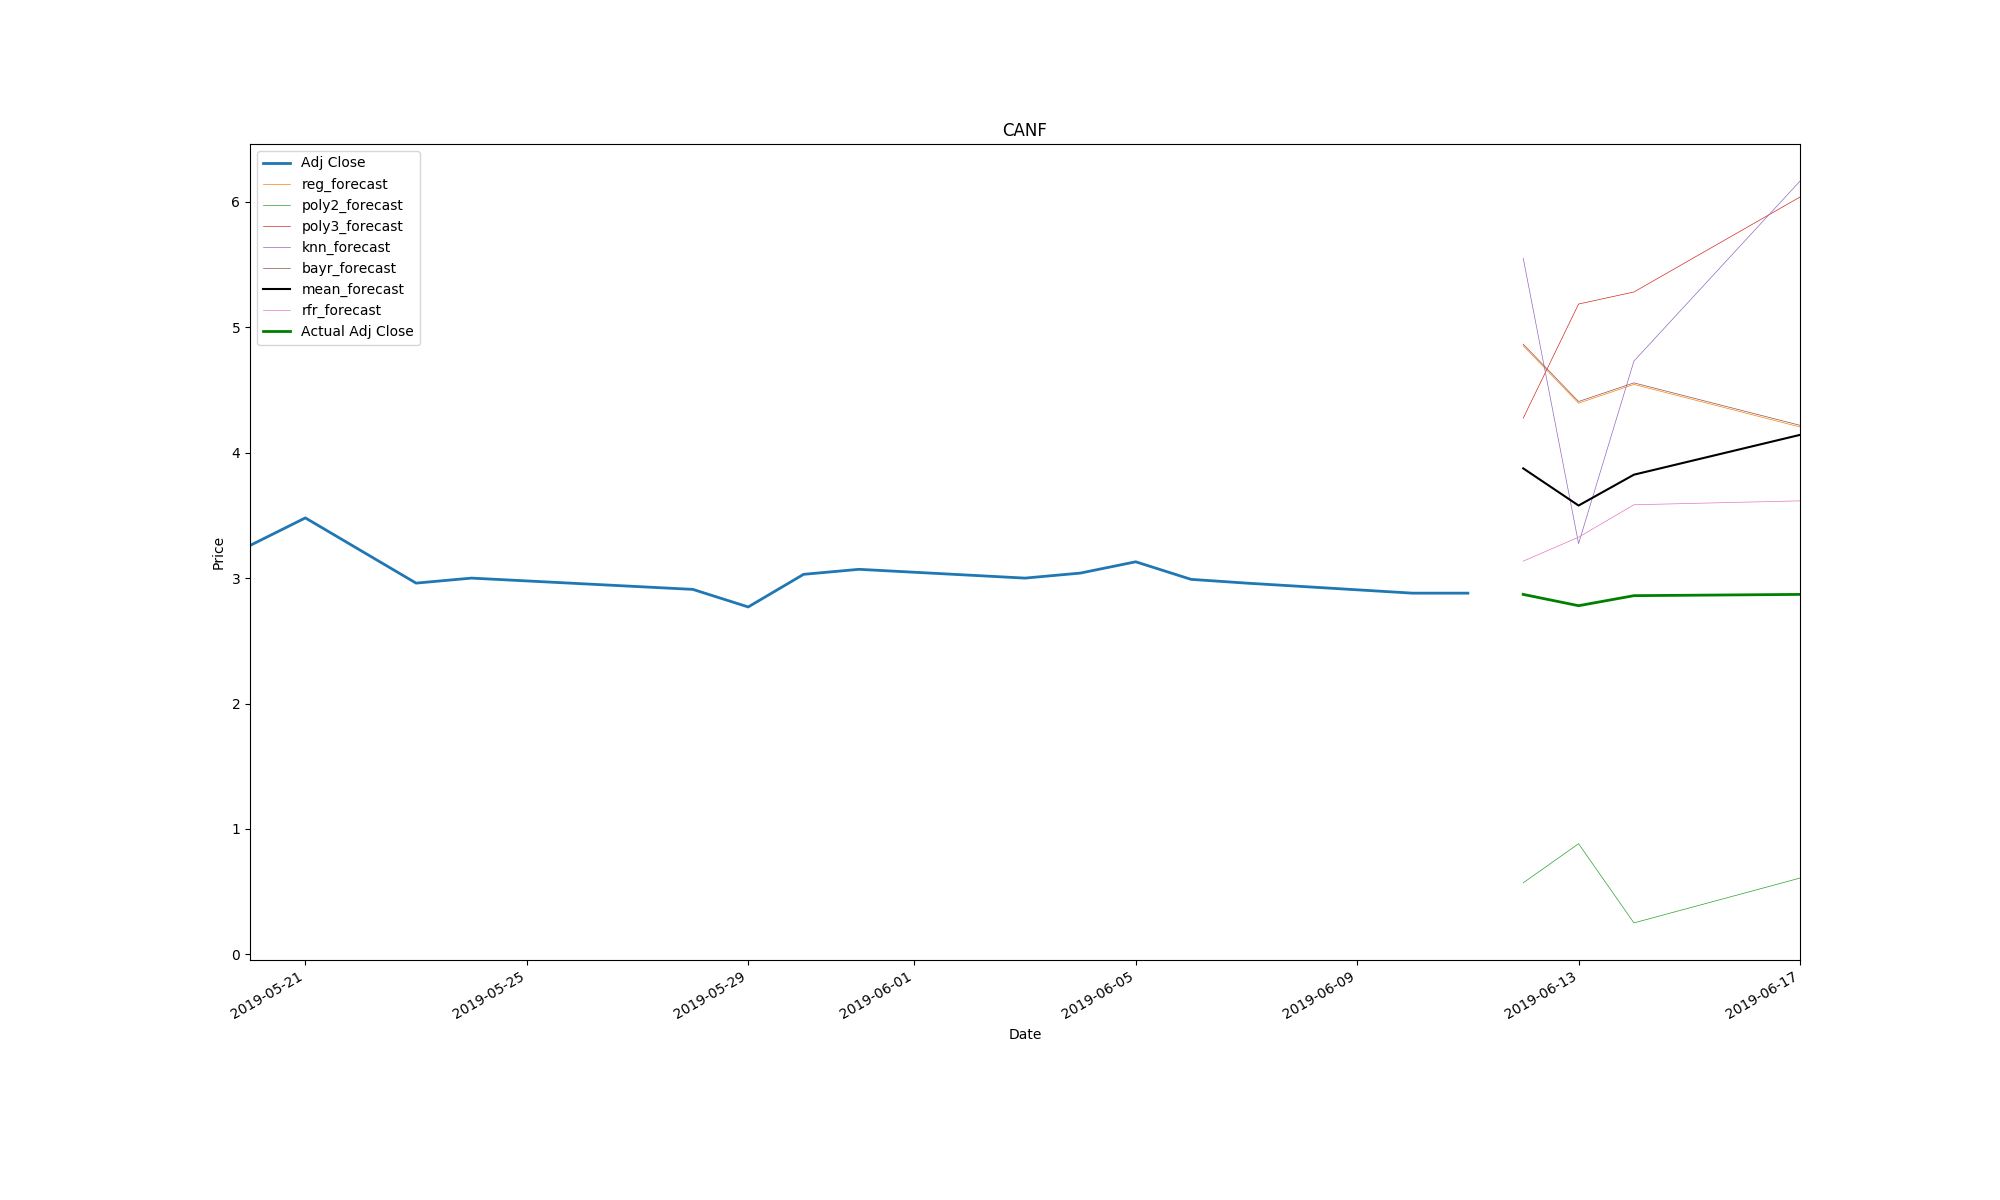 CANF
Adj Close
reg_forecast
poly2_forecast
poly3_forecast
knn_forecast
bayr_forecast
mean_forecast
rfr_forecast
Actual Adj Close
Price
6
5
4
3
2
1
0
2019-05-21
2019-05-25
2019-05-29
2019-06-01
2019-06-05
2019-06-09
2019-06-13
2019-06-17
Date